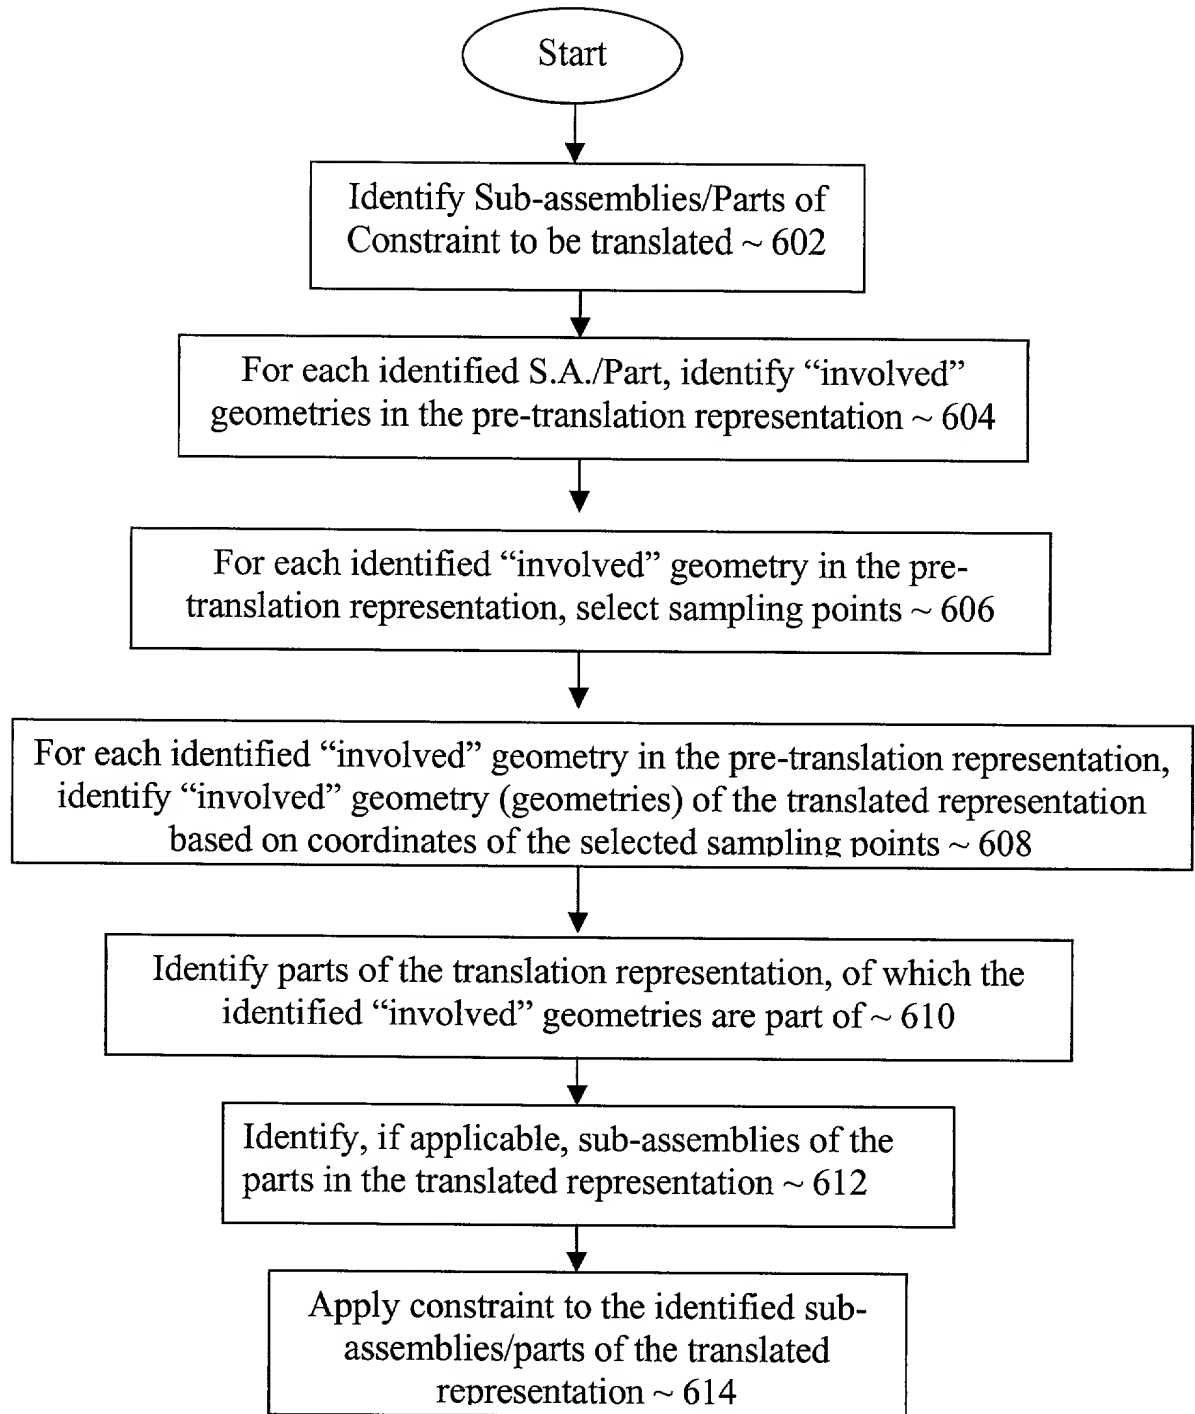 Start
Identify Sub-assemblies/Parts of
Constraint to be translated ~ 602
For each identified S.A./Part, identify “involved”
geometries in the pre-translation representation ~ 604
For each identified “involved” geometry in the pre-
translation representation, select sampling points ~ 606
For each identified “involved” geometry in the pre-translation representation,
identify “involved” geometry (geometries) of the translated representation
based on coordinates of the selected sampling points ~ 608
Identify parts of the translation representation, of which the
identified “involved” geometries are part of ~ 610
Identify, if applicable, sub-assemblies of the
parts in the translated representation ~ 612
Apply constraint to the identified sub-
assemblies/parts of the translated
representation ~ 614